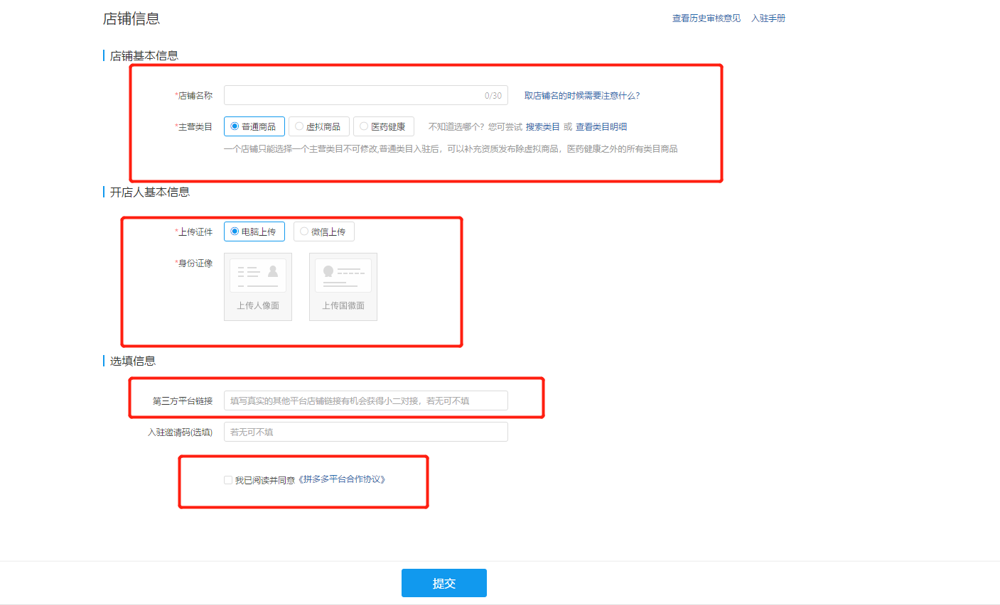 店铺信息
查看历史审核意见 入驻手册
店铺基本信息
*店铺名称 0/30 取店铺名的时候需要注意什么?
*主营类目 普通商品 虚拟商品 医药健康 不知道选哪个? 您可尝试 搜索类目 或 查看类目明细
一个店铺只能选择一个主营类目不可修改,普通类目入驻后，可以补充资质发布除虚拟商品，医药健康之外的所有类目商品
开店人基本信息
*上传证件 电脑上传 微信上传
*身份证像
上传人像面 上传国徽面
选填信息
第三方平台链接 填写真实的其他平台店铺链接有机会获得小二对接，若无可不填
入驻邀请码(选填) 若无可不填
我已阅读并同意《拼多多平台合作协议》
提交